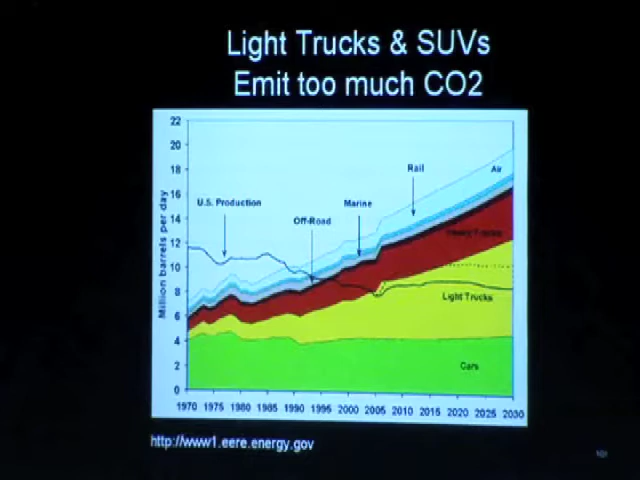 Light Trucks & SUVs
Emit too much CO2
22
20
18
16
14
12
10
8
6
4
2
0
Million barrels per day
U.S. Production
Off-Road
Marine
Rail
Air
Heavy Trucks
Light Trucks
Cars
1970 1975 1980 1985 1990 1995 2000 2005 2010 2015 2020 2025 2030
http://www1.eere.energy.gov